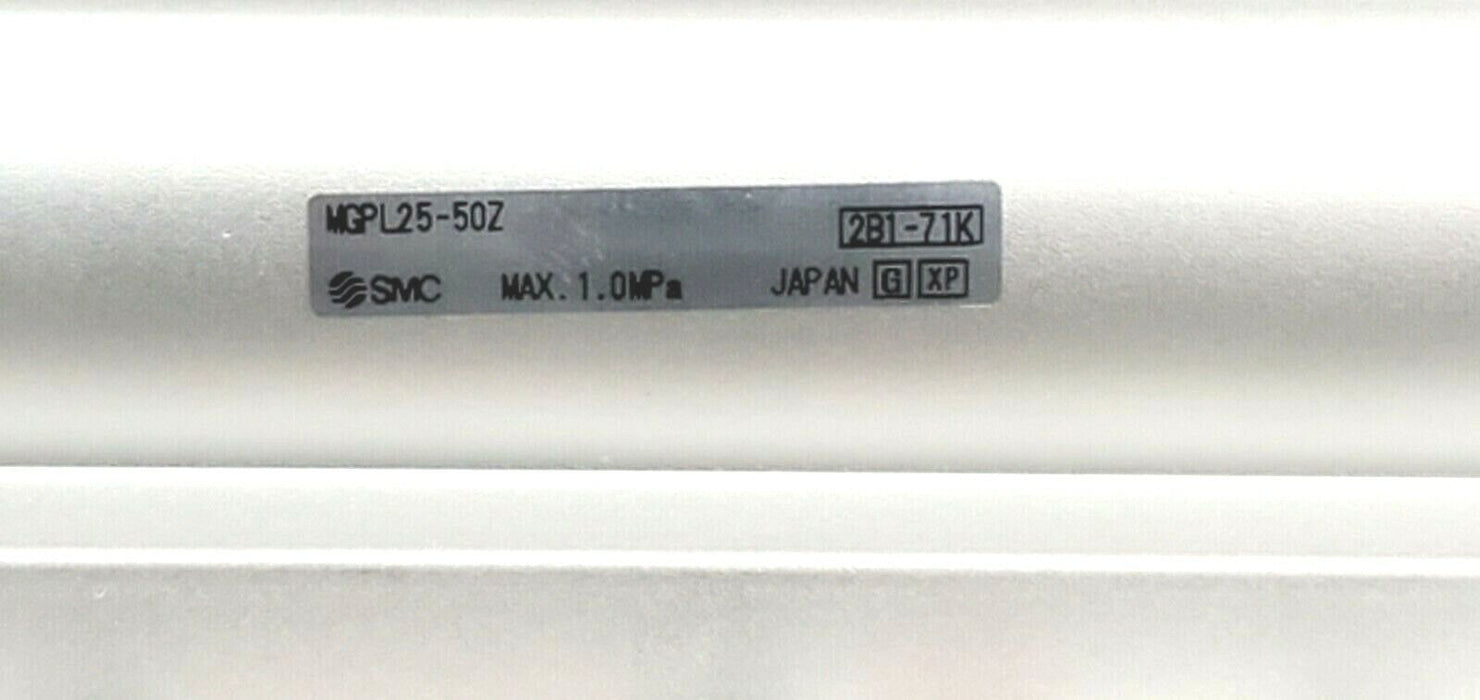 MGPL25-50Z 2B1-71K
SMC MAX. 1.0MPa JAPAN G XP